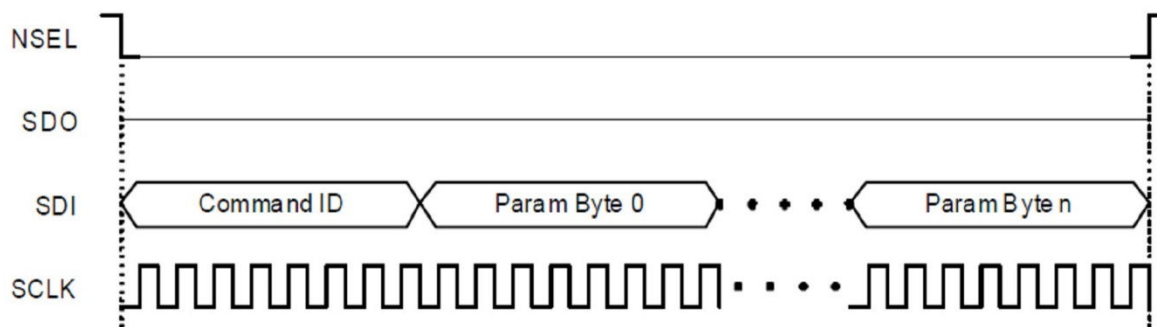 NSEL
SDO
SDI Command ID Param Byte 0 Param Byte n
SCLK